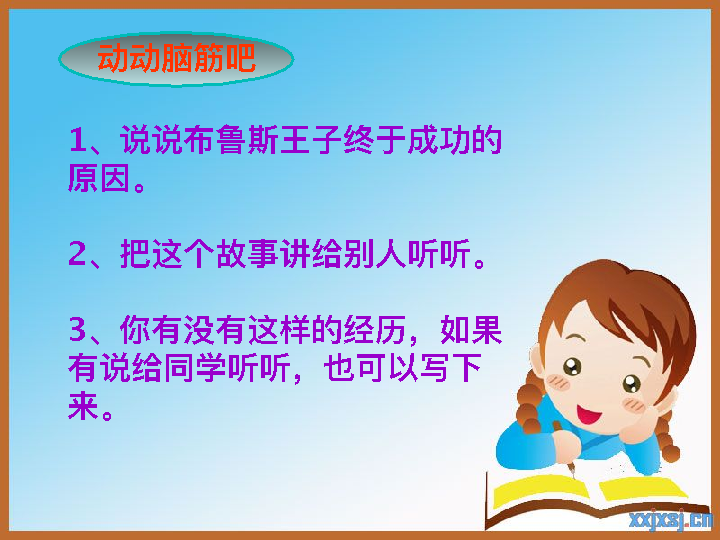 动动脑筋吧
1、说说布鲁斯王子终于成功的
原因。
2、把这个故事讲给别人听听。
3、你有没有这样的经历，如果
有说给同学听听，也可以写下
来。
xxjxsj.cn